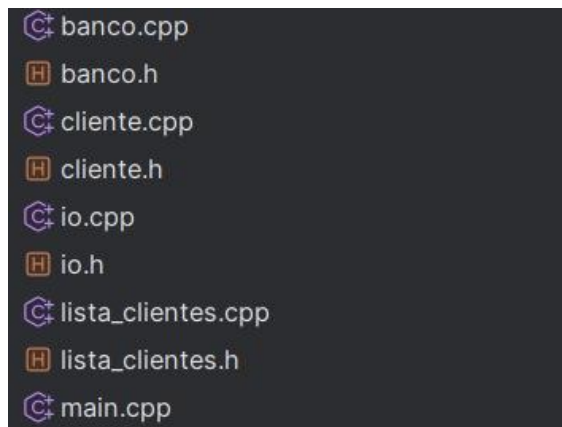 banco.cpp
banco.h
cliente.cpp
cliente.h
io.cpp
io.h
lista_clientes.cpp
lista_clientes.h
main.cpp